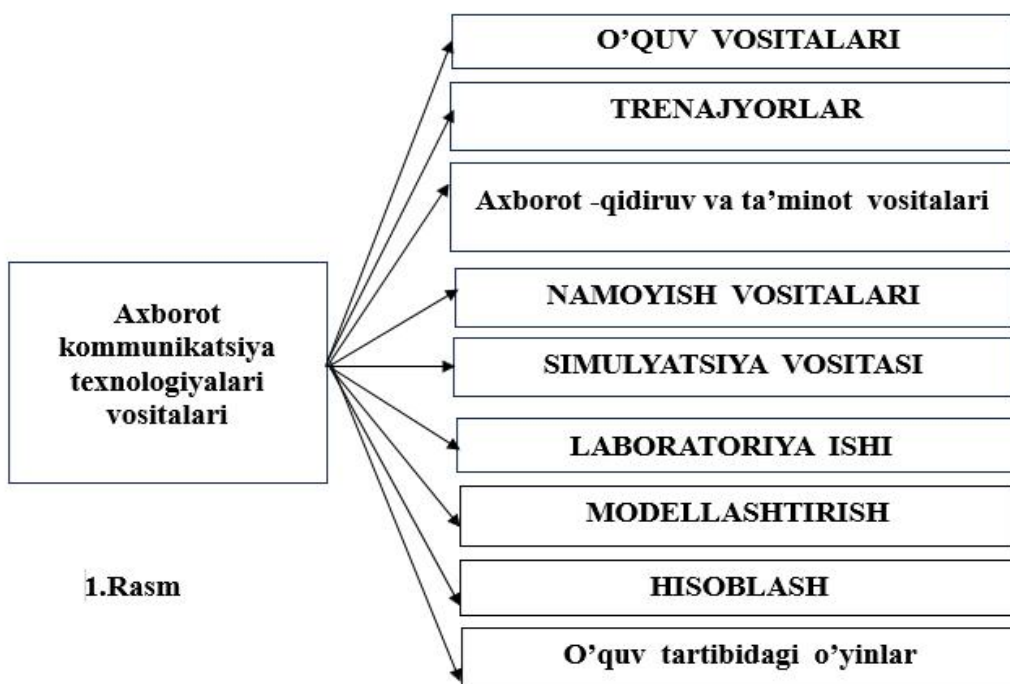 O’QUV VOSITALARI
TRENAJYORLAR
Axborot -qidiruv va ta’minot vositalari
NAMOYISH VOSITALARI
Axborot
kommunikatsiya
texnologiyalari
vositalari
SIMULYATSIYA VOSITASI
LABORATORIYA ISHI
MODELLASHTIRISH
HISOBLASH
O’quv tartibidagi o’yinlar
1.Rasm